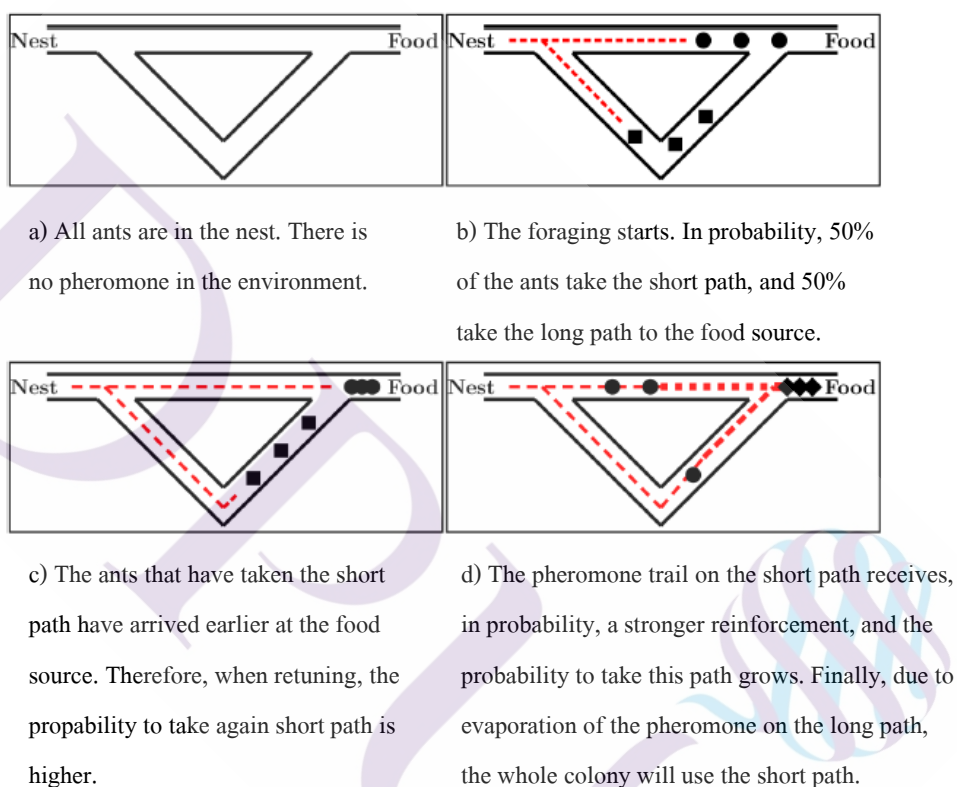 Nest Food
Nest Food
a) All ants are in the nest. There is
no pheromone in the environment.
b) The foraging starts. In probability, 50%
of the ants take the short path, and 50%
take the long path to the food source.
Nest Food
Nest Food
c) The ants that have taken the short
path have arrived earlier at the food
source. Therefore, when retuning, the
propability to take again short path is
higher.
d) The pheromone trail on the short path receives,
in probability, a stronger reinforcement, and the
probability to take this path grows. Finally, due to
evaporation of the pheromone on the long path,
the whole colony will use the short path.